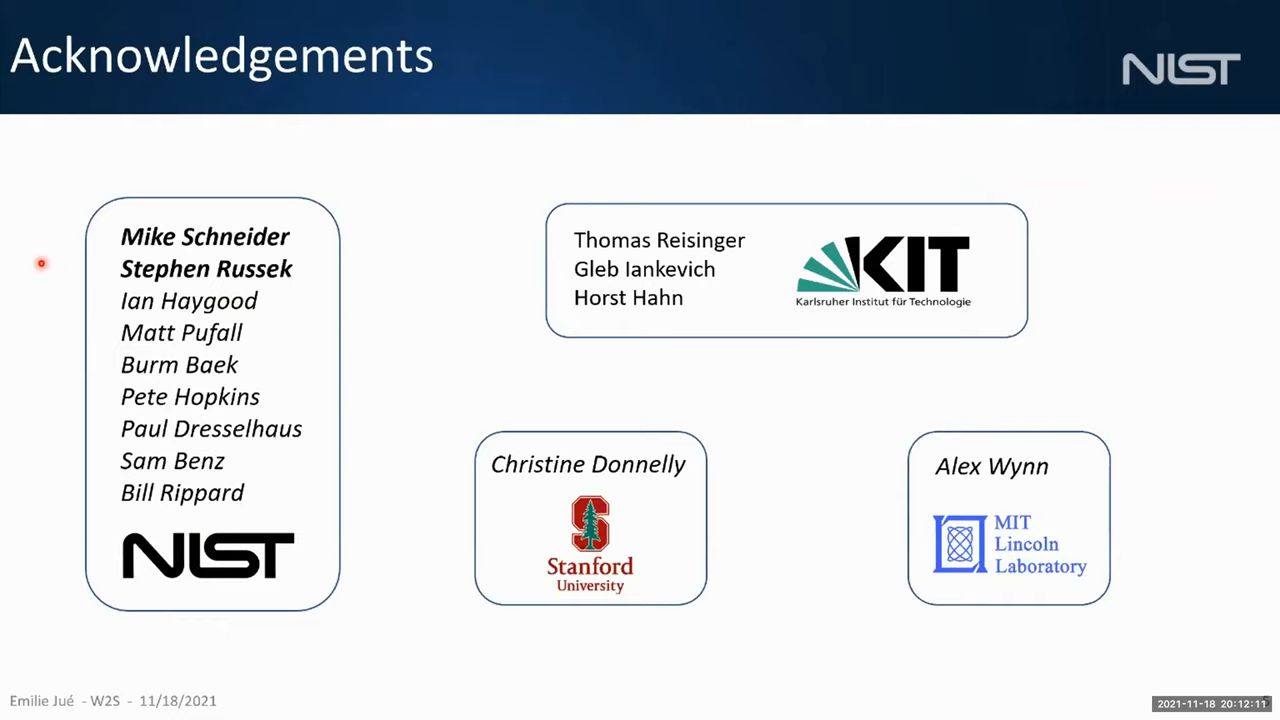 Acknowledgements
NIST
Mike Schneider
Stephen Russek
Ian Haygood
Matt Pufall
Burm Baek
Pete Hopkins
Paul Dresselhaus
Sam Benz
Bill Rippard
NIST
Thomas Reisinger
Gleb Iankevich
Horst Hahn
KIT
Karlsruher Institut für Technologie
Christine Donnelly
S
Stanford
University
Alex Wynn
MIT
Lincoln
Laboratory
Emilie Jué - W2S - 11/18/2021
2021-11-18 20:12:11